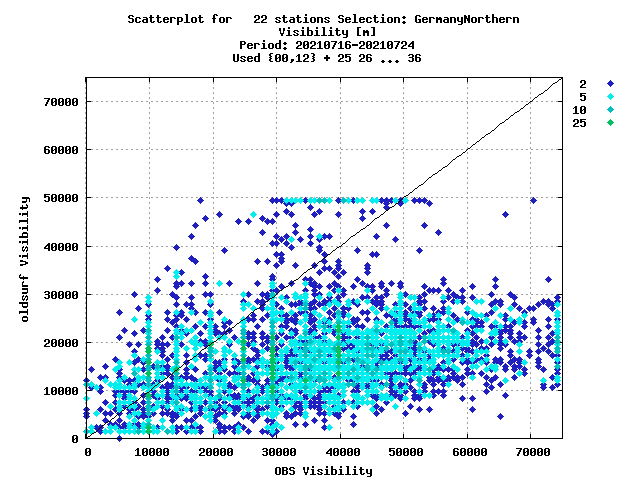 Scatterplot for 22 stations Selection: GermanyNorthern
Visibility [m]
Period: 20210716-20210724
Used {00,12} + 25 26 ... 36
2
5
10
25
70000
60000
50000
40000
30000
20000
10000
0
oldsurf Visibility
0 10000 20000 30000 40000 50000 60000 70000
OBS Visibility